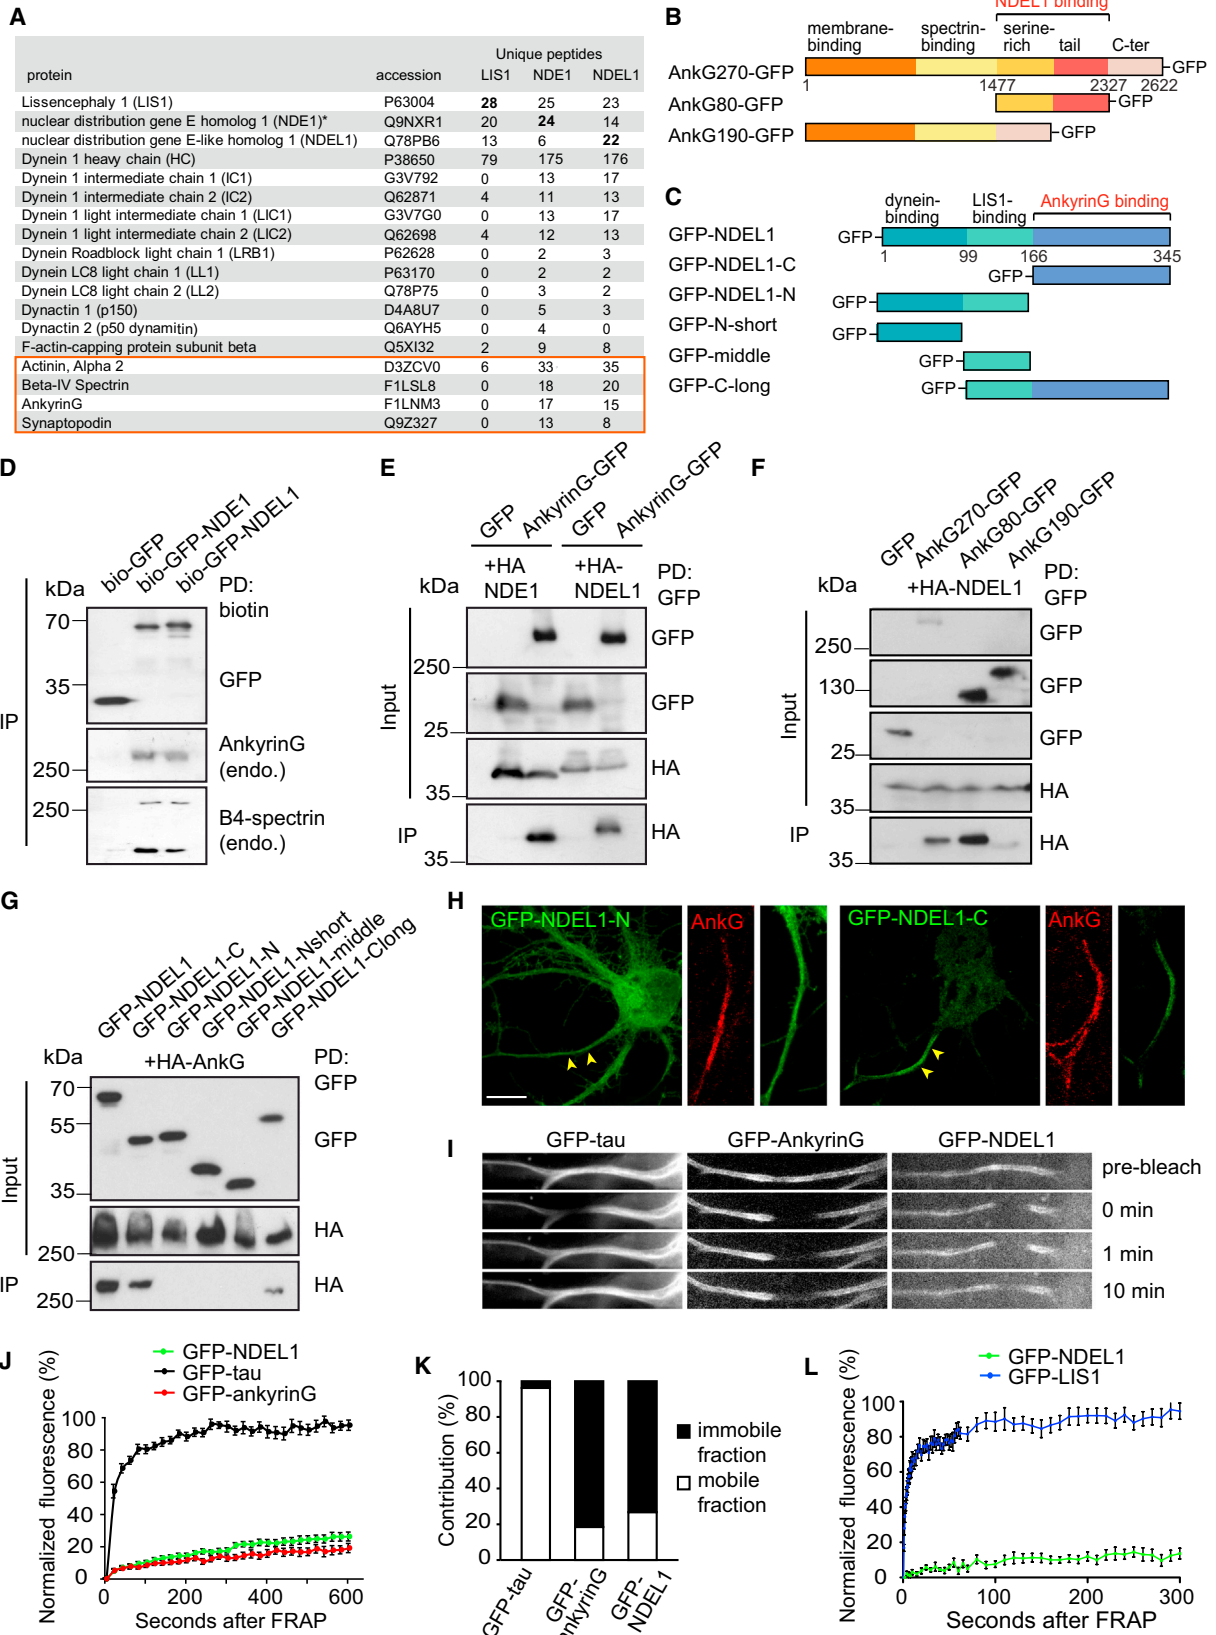 A
Unique peptides
protein accession LIS1 NDE1 NDEL1
Lissencephaly 1 (LIS1) P63004 28 25 23
nuclear distribution gene E homolog 1 (NDE1)* Q9NXR1 20 24 14
nuclear distribution gene E-like homolog 1 (NDEL1) Q78PB6 13 6 22
Dynein 1 heavy chain (HC) P38650 79 175 176
Dynein 1 intermediate chain 1 (IC1) G3V792 0 13 17
Dynein 1 intermediate chain 2 (IC2) Q62871 4 11 13
Dynein 1 light intermediate chain 1 (LIC1) G3V7G0 0 13 17
Dynein 1 light intermediate chain 2 (LIC2) Q62698 4 12 13
Dynein Roadblock light chain 1 (LRB1) P62628 0 2 3
Dynein LC8 light chain 1 (LL1) P63170 0 2 2
Dynein LC8 light chain 2 (LL2) Q78P75 0 3 2
Dynactin 1 (p150) D4A8U7 0 5 3
Dynactin 2 (p50 dynamitin) Q6AYH5 0 4 0
F-actin-capping protein subunit beta Q5XI32 2 9 8
Actinin, Alpha 2 D3ZCV0 6 33 35
Beta-IV Spectrin F1LSL8 0 18 20
AnkyrinG F1LNM3 0 17 15
Synaptopodin Q9Z327 0 13 8
B
NDEL1 binding
membrane-binding spectrin-binding serine-rich tail C-ter
AnkG270-GFP GFP
1 1477 2327 2622
AnkG80-GFP GFP
AnkG190-GFP GFP
C
dynein-binding LIS1-binding AnkyrinG binding
GFP-NDEL1 GFP
1 99 166 345
GFP-NDEL1-C GFP
GFP-NDEL1-N GFP
GFP-N-short GFP
GFP-middle GFP
GFP-C-long GFP
D
bio-GFP
bio-GFP-NDE1
bio-GFP-NDEL1
kDa PD: biotin
70
35 GFP
IP
AnkyrinG (endo.)
250
250
B4-spectrin (endo.)
E
GFP AnkyrinG-GFP GFP AnkyrinG-GFP
+HA NDE1 +HA-NDEL1
kDa PD: GFP
GFP
250
Input
GFP
25
HA
35
IP HA
35
F
GFP
AnkG270-GFP
AnkG80-GFP
AnkG190-GFP
kDa +HA-NDEL1 PD: GFP
GFP
250
130 GFP
Input
GFP
25
HA
35
IP HA
35
G
GFP-NDEL1
GFP-NDEL1-C
GFP-NDEL1-N
GFP-NDEL1-Nshort
GFP-NDEL1-middle
GFP-NDEL1-Clong
kDa +HA-AnkG PD: GFP
70
55
GFP
35
Input
HA
250
IP HA
250
H
GFP-NDEL1-N AnkG GFP-NDEL1-C AnkG
I
GFP-tau GFP-AnkyrinG GFP-NDEL1
pre-bleach
0 min
1 min
10 min
J
GFP-NDEL1
GFP-tau
GFP-ankyrinG
Normalized fluorescence (%)
100
80
60
40
20
0
0 200 400 600
Seconds after FRAP
K
Contribution (%)
100
80
60
40
20
0
immobile fraction
mobile fraction
GFP-tau
GFP-
GFP-NDEL1
L
GFP-NDEL1
GFP-LIS1
Normalized fluorescence (%)
100
80
60
40
20
0
0 100 200 300
Seconds after FRAP